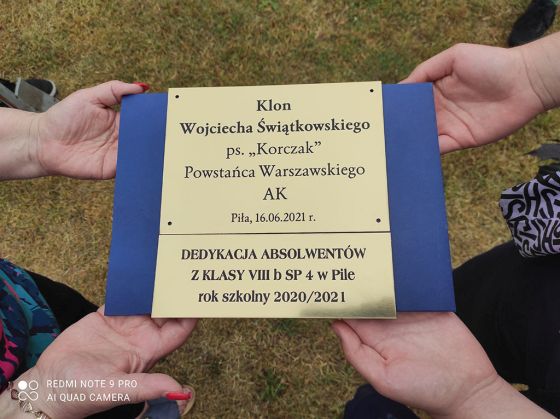 Klon
Wojciecha Świątkowskiego
ps. „Korczak”
Powstańca Warszawskiego
AK
Piła, 16.06.2021 r.
DEDYKACJA ABSOLWENTÓW
Z KLASY VIII b SP 4 w Pile
rok szkolny 2020/2021
REDMI NOTE 9 PRO
AI QUAD CAMERA